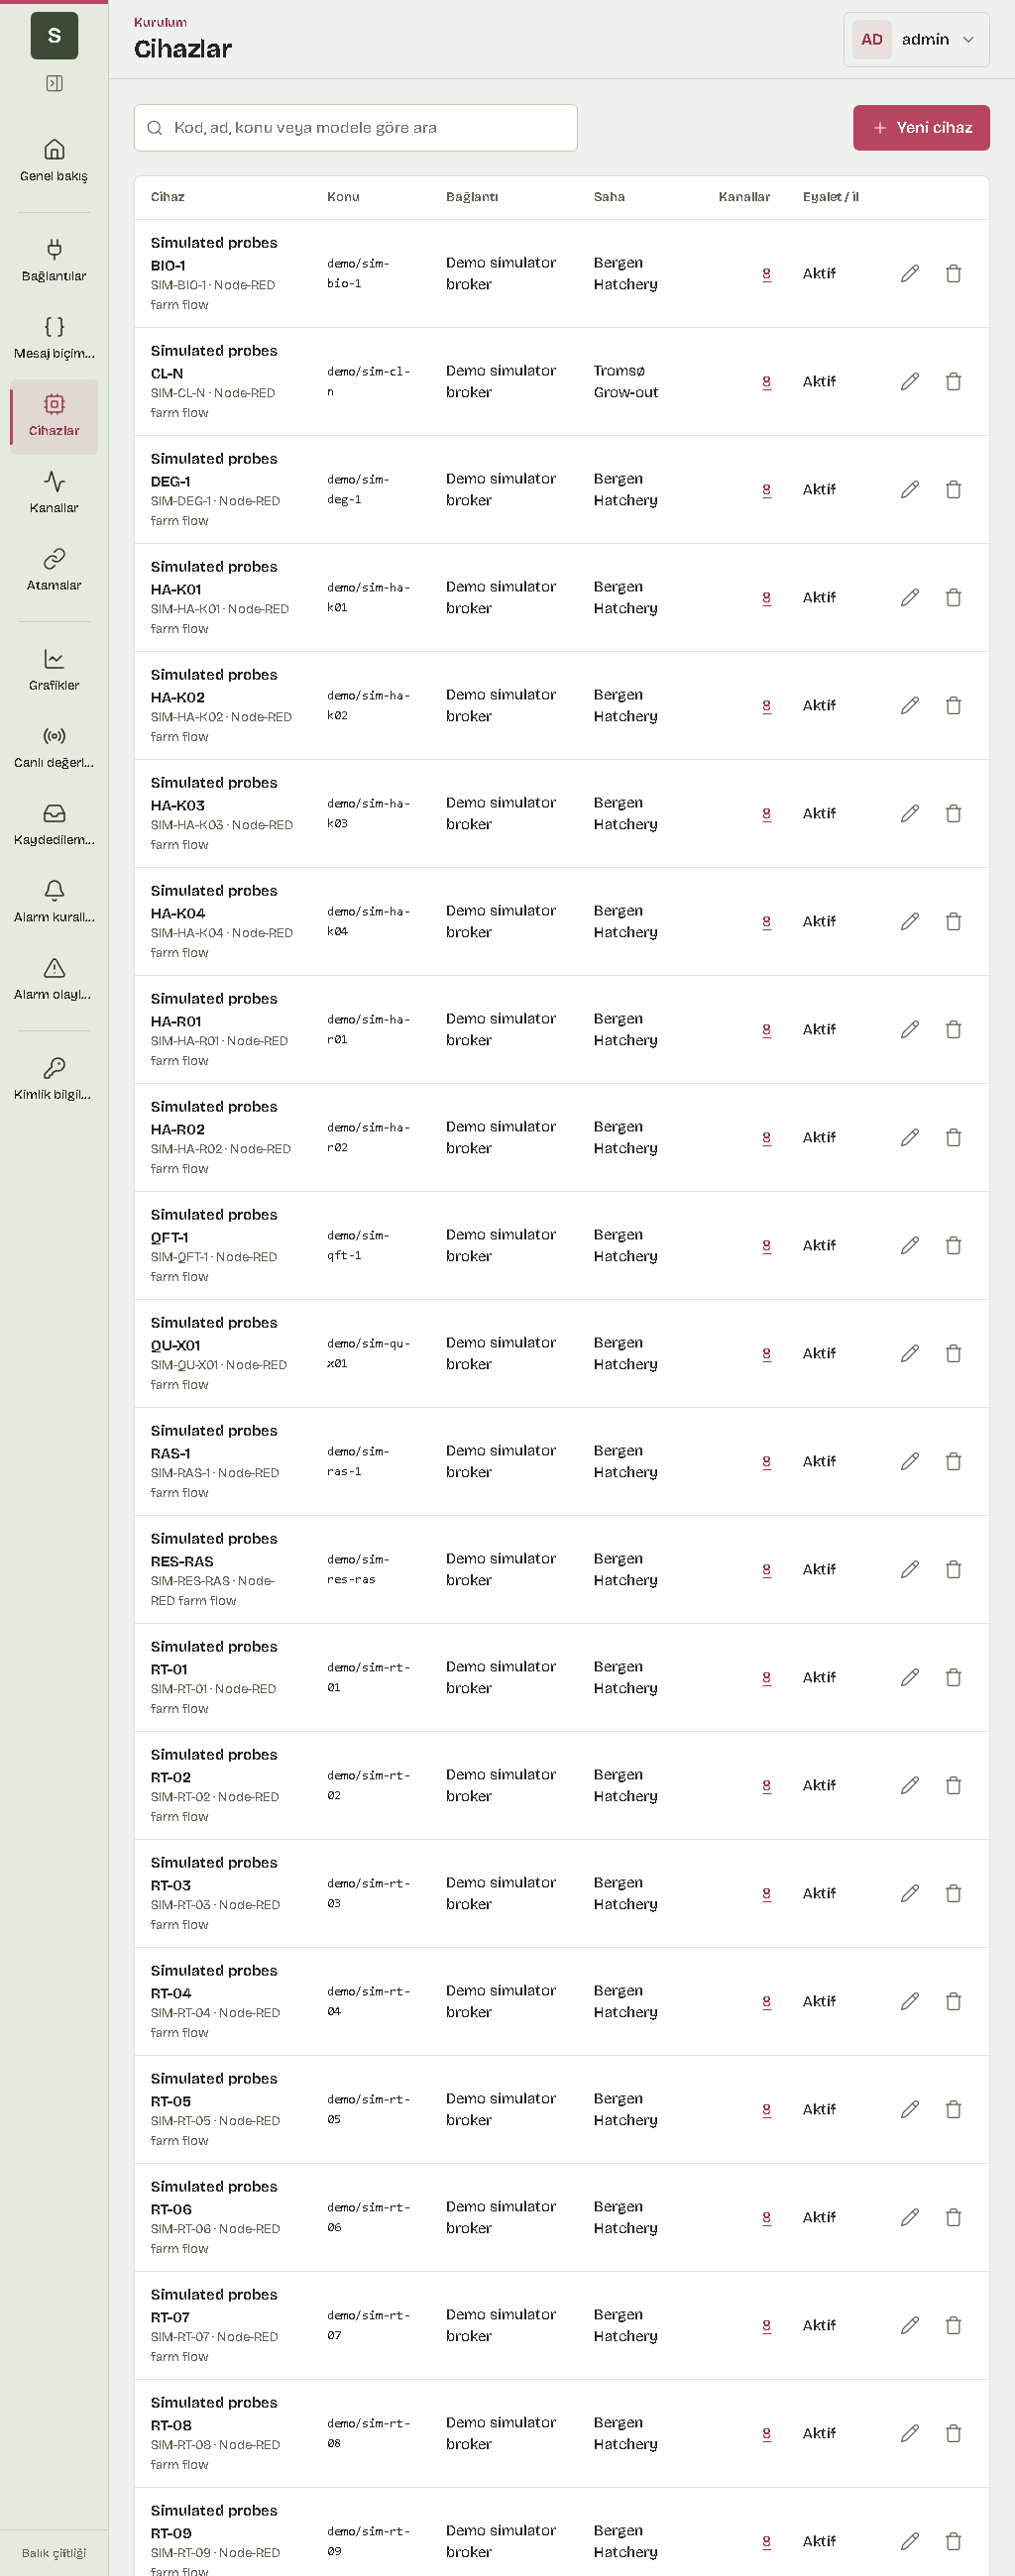 S
Genel bakış
Bağlantılar
Mesaj biçim...
Cihazlar
Kanallar
Atamalar
Grafikler
Canlı değerl...
Kaydedilem...
Alarm kurall...
Alarm olayl...
Kimlik bilgil...
Balık çiftliği
Kurulum
Cihazlar
AD admin
Kod, ad, konu veya modele göre ara
Yeni cihaz
Cihaz Konu Bağlantı Saha Kanallar Eyalet / il
Simulated probes
BIO-1
SIM-BIO-1 · Node-RED
farm flow
demo/sim-
bio-1
Demo simulator
broker
Bergen
Hatchery
8
Aktif
Simulated probes
CL-N
SIM-CL-N · Node-RED
farm flow
demo/sim-cl-
n
Demo simulator
broker
Tromsø
Grow-out
8
Aktif
Simulated probes
DEG-1
SIM-DEG-1 · Node-RED
farm flow
demo/sim-
deg-1
Demo simulator
broker
Bergen
Hatchery
8
Aktif
Simulated probes
HA-K01
SIM-HA-K01 · Node-RED
farm flow
demo/sim-ha-
k01
Demo simulator
broker
Bergen
Hatchery
8
Aktif
Simulated probes
HA-K02
SIM-HA-K02 · Node-RED
farm flow
demo/sim-ha-
k02
Demo simulator
broker
Bergen
Hatchery
8
Aktif
Simulated probes
HA-K03
SIM-HA-K03 · Node-RED
farm flow
demo/sim-ha-
k03
Demo simulator
broker
Bergen
Hatchery
8
Aktif
Simulated probes
HA-K04
SIM-HA-K04 · Node-RED
farm flow
demo/sim-ha-
k04
Demo simulator
broker
Bergen
Hatchery
8
Aktif
Simulated probes
HA-R01
SIM-HA-R01 · Node-RED
farm flow
demo/sim-ha-
r01
Demo simulator
broker
Bergen
Hatchery
8
Aktif
Simulated probes
HA-R02
SIM-HA-R02 · Node-RED
farm flow
demo/sim-ha-
r02
Demo simulator
broker
Bergen
Hatchery
8
Aktif
Simulated probes
QFT-1
SIM-QFT-1 · Node-RED
farm flow
demo/sim-
qft-1
Demo simulator
broker
Bergen
Hatchery
8
Aktif
Simulated probes
QU-X01
SIM-QU-X01 · Node-RED
farm flow
demo/sim-qu-
x01
Demo simulator
broker
Bergen
Hatchery
8
Aktif
Simulated probes
RAS-1
SIM-RAS-1 · Node-RED
farm flow
demo/sim-
ras-1
Demo simulator
broker
Bergen
Hatchery
8
Aktif
Simulated probes
RES-RAS
SIM-RES-RAS · Node-
RED farm flow
demo/sim-
res-ras
Demo simulator
broker
Bergen
Hatchery
8
Aktif
Simulated probes
RT-01
SIM-RT-01 · Node-RED
farm flow
demo/sim-rt-
01
Demo simulator
broker
Bergen
Hatchery
8
Aktif
Simulated probes
RT-02
SIM-RT-02 · Node-RED
farm flow
demo/sim-rt-
02
Demo simulator
broker
Bergen
Hatchery
8
Aktif
Simulated probes
RT-03
SIM-RT-03 · Node-RED
farm flow
demo/sim-rt-
03
Demo simulator
broker
Bergen
Hatchery
8
Aktif
Simulated probes
RT-04
SIM-RT-04 · Node-RED
farm flow
demo/sim-rt-
04
Demo simulator
broker
Bergen
Hatchery
8
Aktif
Simulated probes
RT-05
SIM-RT-05 · Node-RED
farm flow
demo/sim-rt-
05
Demo simulator
broker
Bergen
Hatchery
8
Aktif
Simulated probes
RT-06
SIM-RT-06 · Node-RED
farm flow
demo/sim-rt-
06
Demo simulator
broker
Bergen
Hatchery
8
Aktif
Simulated probes
RT-07
SIM-RT-07 · Node-RED
farm flow
demo/sim-rt-
07
Demo simulator
broker
Bergen
Hatchery
8
Aktif
Simulated probes
RT-08
SIM-RT-08 · Node-RED
farm flow
demo/sim-rt-
08
Demo simulator
broker
Bergen
Hatchery
8
Aktif
Simulated probes
RT-09
SIM-RT-09 · Node-RED
farm flow
demo/sim-rt-
09
Demo simulator
broker
Bergen
Hatchery
8
Aktif